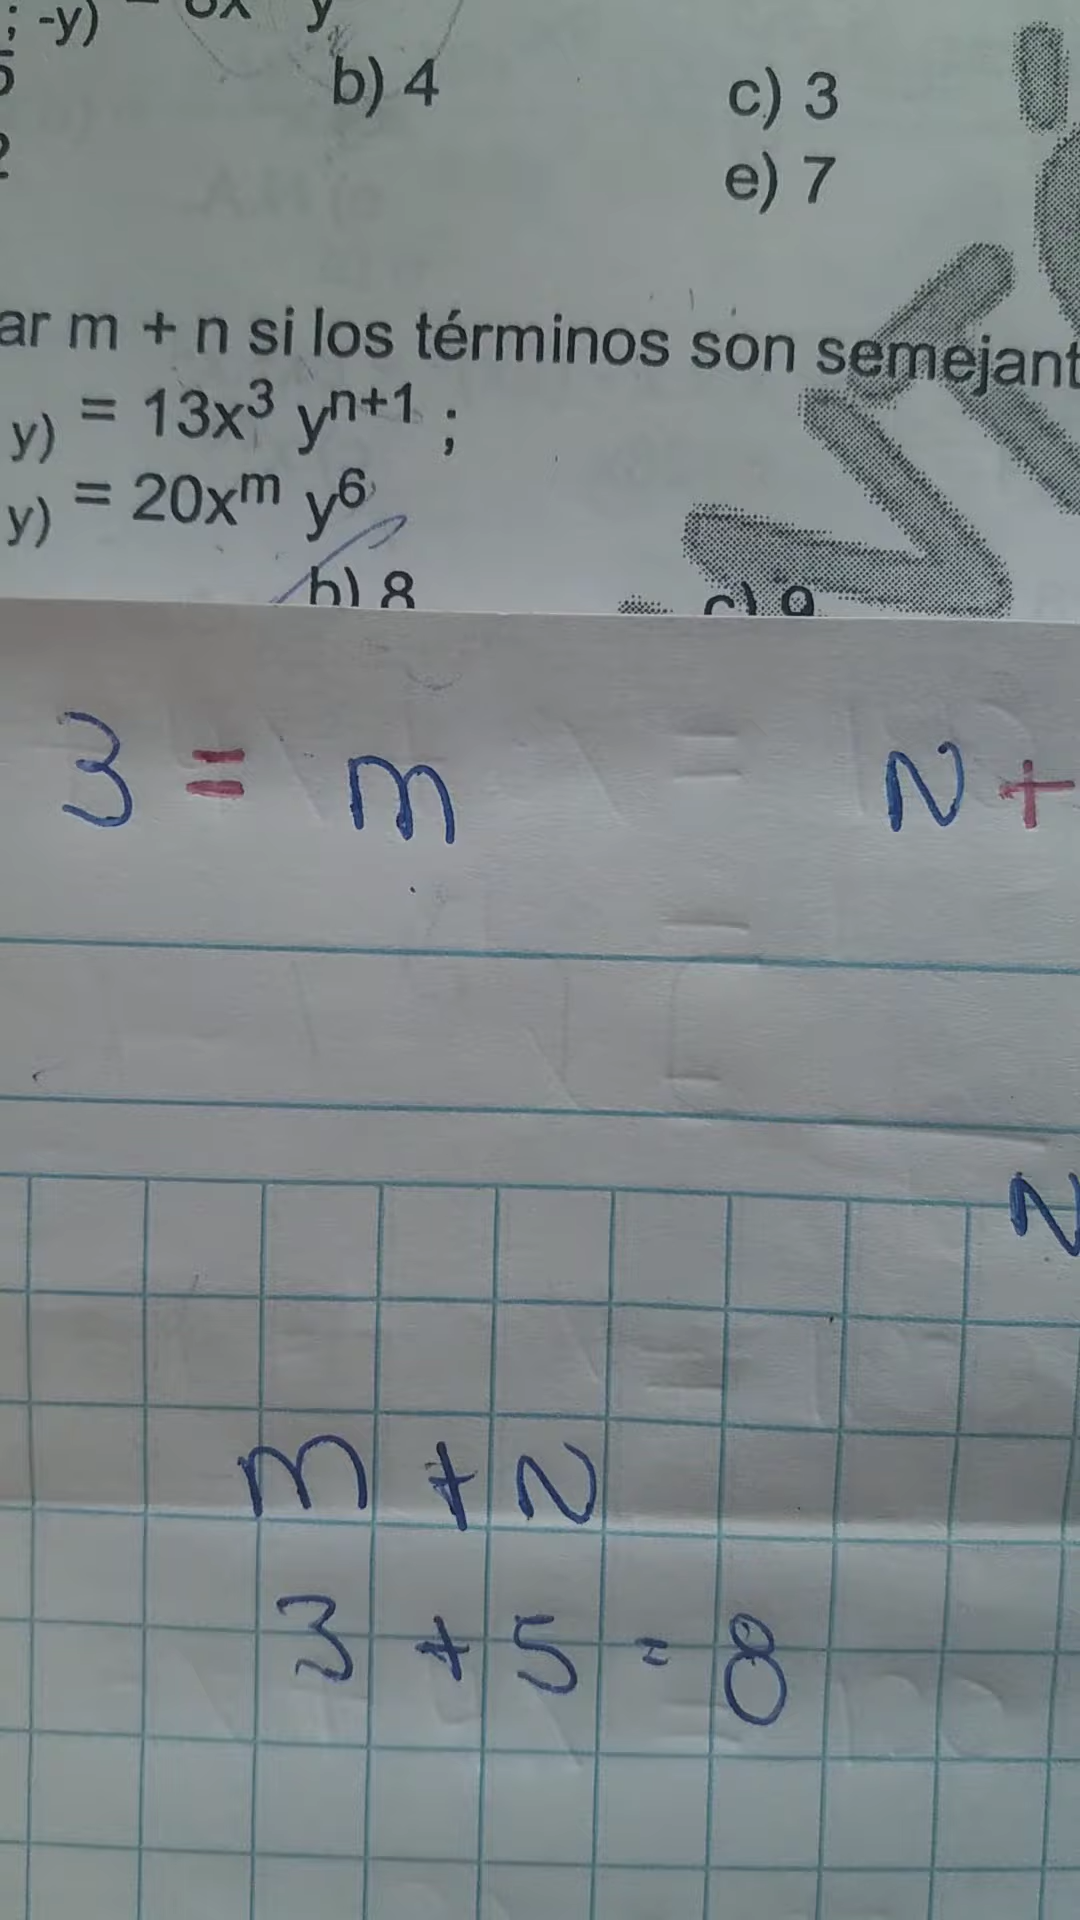 ; -y)
b) 4
c) 3
e) 7
ar m + n si los términos son semejant
y) = 13x³ yⁿ⁺¹ ;
y) = 20xᵐ y⁶
b) 8
c) 9
3 = m
N +
N
m + N
3 + 5 = 8